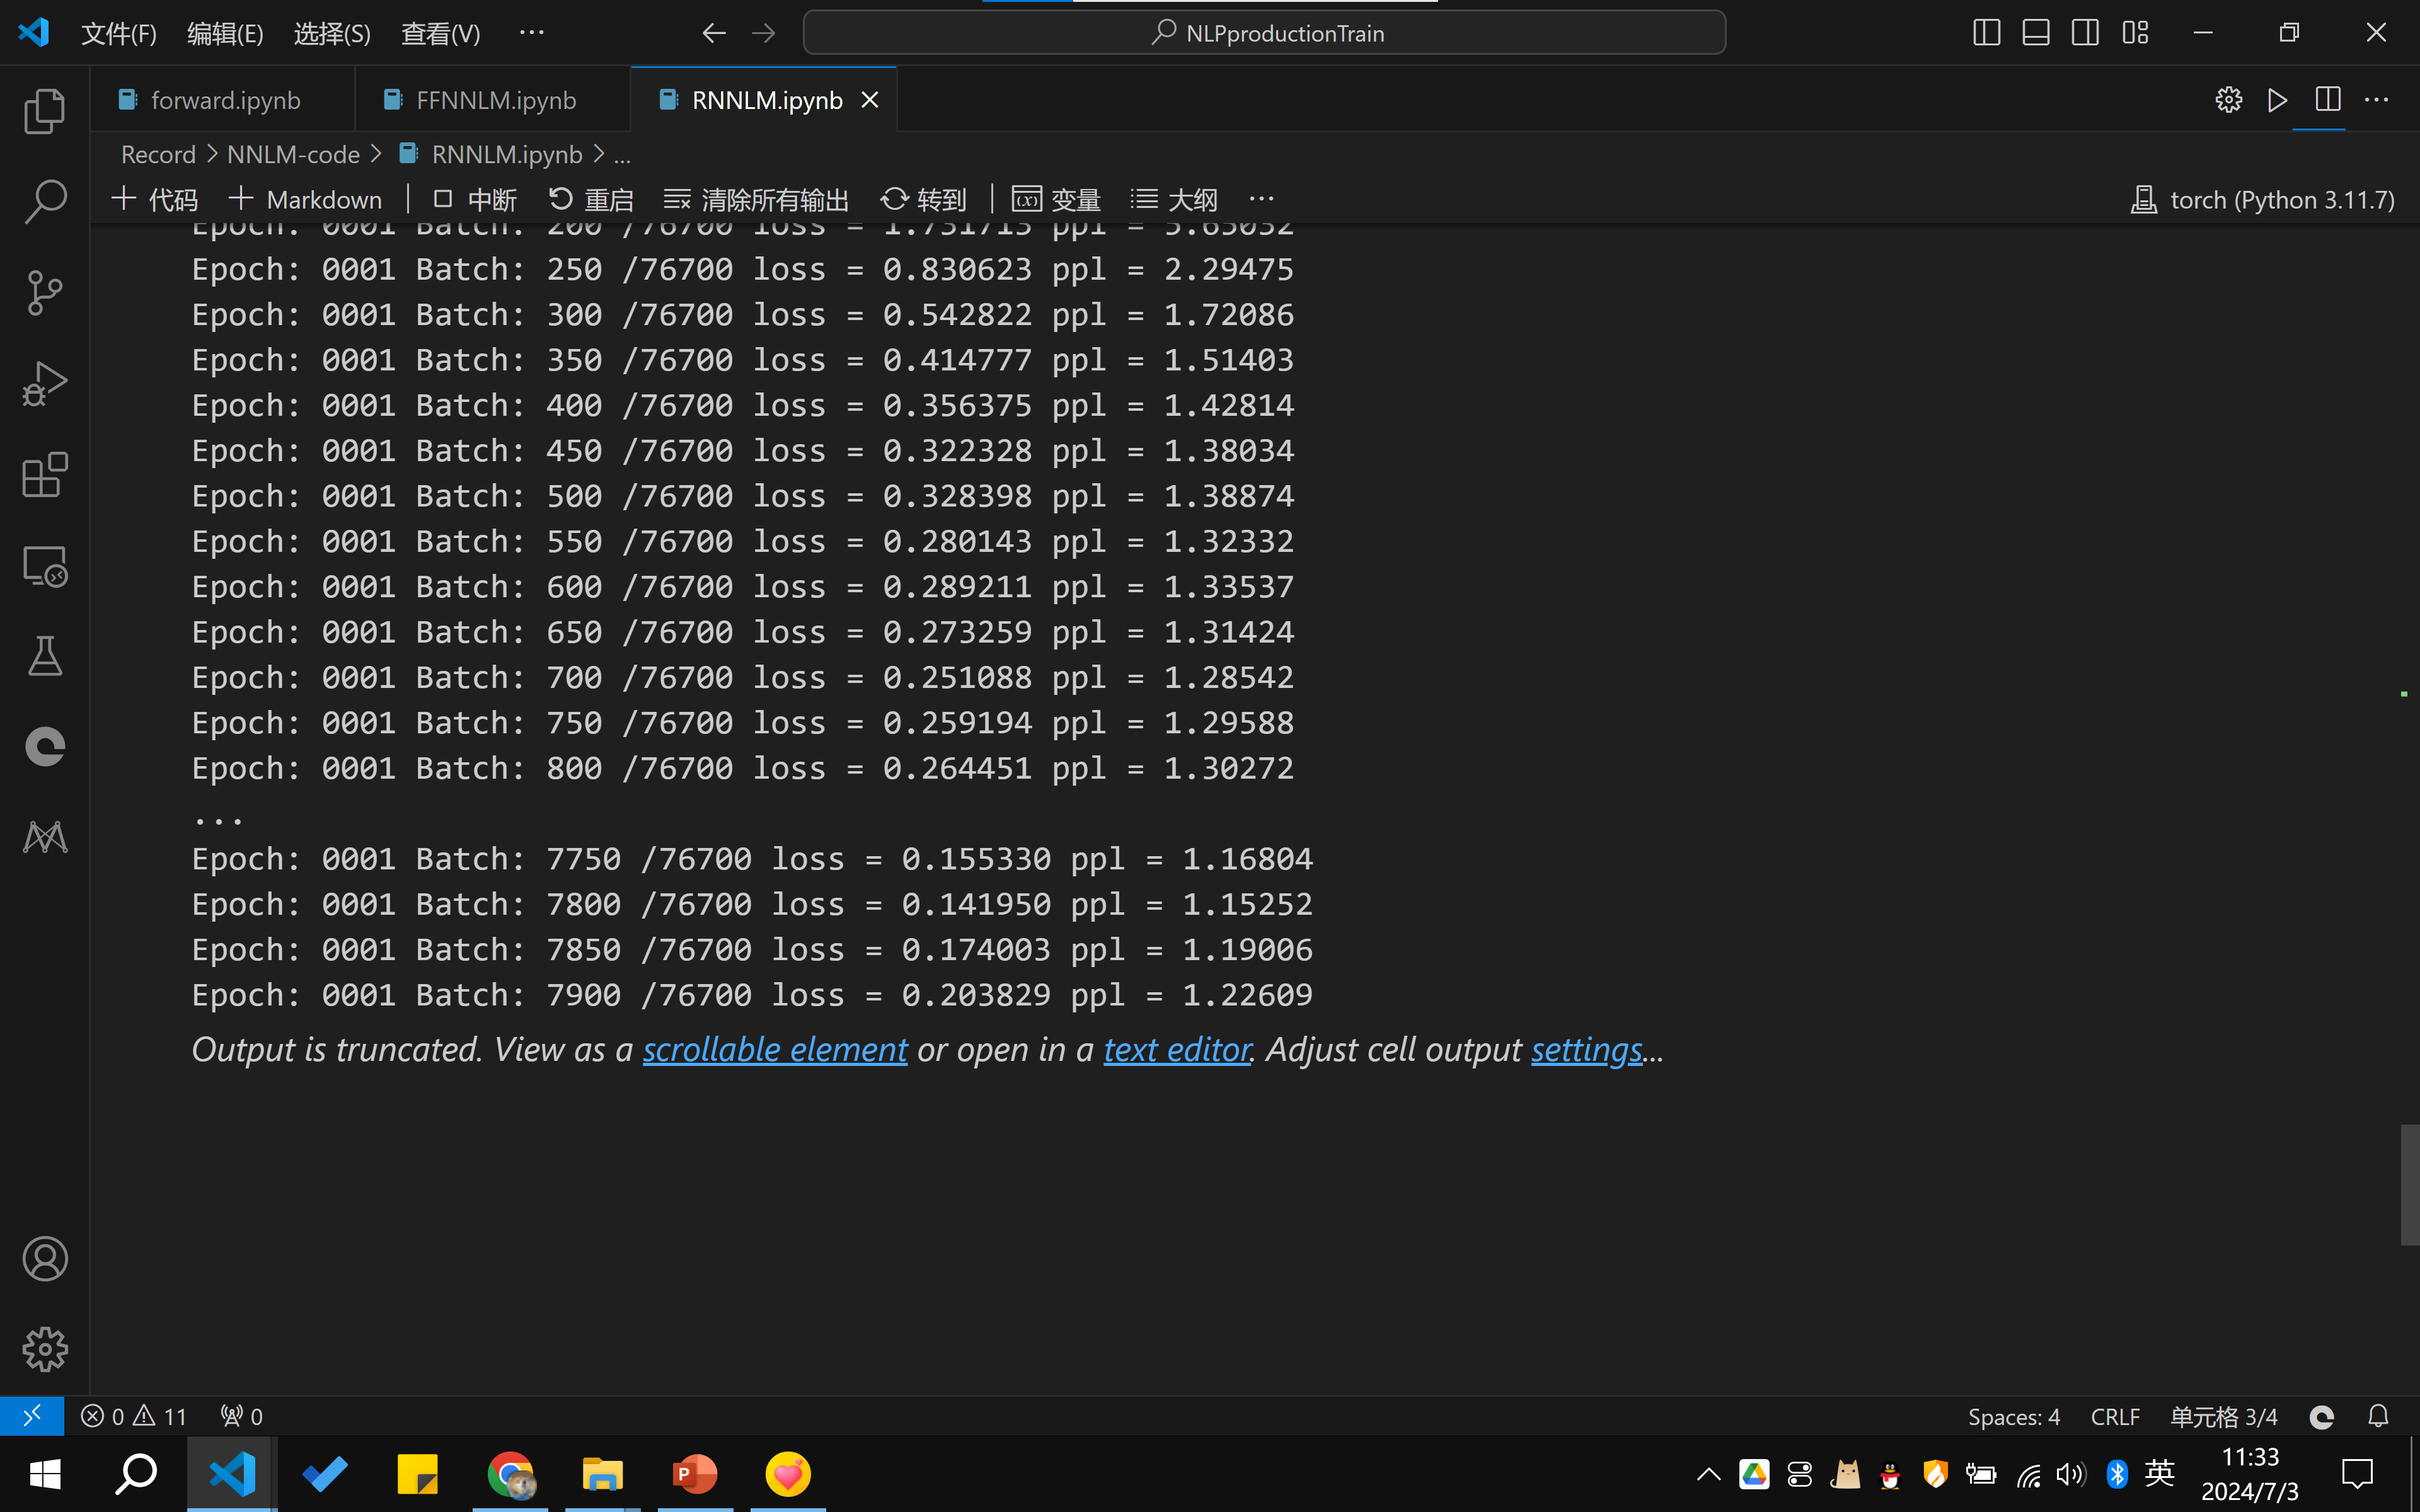 文件(F) 编辑(E) 选择(S) 查看(V) ··· NLPproductionTrain
forward.ipynb FFNNLM.ipynb RNNLM.ipynb
Record > NNLM-code > RNNLM.ipynb > ...
代码 Markdown 中断 重启 清除所有输出 转到 变量 大纲 ··· torch (Python 3.11.7)
Epoch: 0001 Batch: 200 /76700 loss = 1.731713 ppl = 5.65032
Epoch: 0001 Batch: 250 /76700 loss = 0.830623 ppl = 2.29475
Epoch: 0001 Batch: 300 /76700 loss = 0.542822 ppl = 1.72086
Epoch: 0001 Batch: 350 /76700 loss = 0.414777 ppl = 1.51403
Epoch: 0001 Batch: 400 /76700 loss = 0.356375 ppl = 1.42814
Epoch: 0001 Batch: 450 /76700 loss = 0.322328 ppl = 1.38034
Epoch: 0001 Batch: 500 /76700 loss = 0.328398 ppl = 1.38874
Epoch: 0001 Batch: 550 /76700 loss = 0.280143 ppl = 1.32332
Epoch: 0001 Batch: 600 /76700 loss = 0.289211 ppl = 1.33537
Epoch: 0001 Batch: 650 /76700 loss = 0.273259 ppl = 1.31424
Epoch: 0001 Batch: 700 /76700 loss = 0.251088 ppl = 1.28542
Epoch: 0001 Batch: 750 /76700 loss = 0.259194 ppl = 1.29588
Epoch: 0001 Batch: 800 /76700 loss = 0.264451 ppl = 1.30272
...
Epoch: 0001 Batch: 7750 /76700 loss = 0.155330 ppl = 1.16804
Epoch: 0001 Batch: 7800 /76700 loss = 0.141950 ppl = 1.15252
Epoch: 0001 Batch: 7850 /76700 loss = 0.174003 ppl = 1.19006
Epoch: 0001 Batch: 7900 /76700 loss = 0.203829 ppl = 1.22609
Output is truncated. View as a scrollable element or open in a text editor. Adjust cell output settings...
0 11 0 Spaces: 4 CRLF 单元格 3/4
英 11:33
2024/7/3